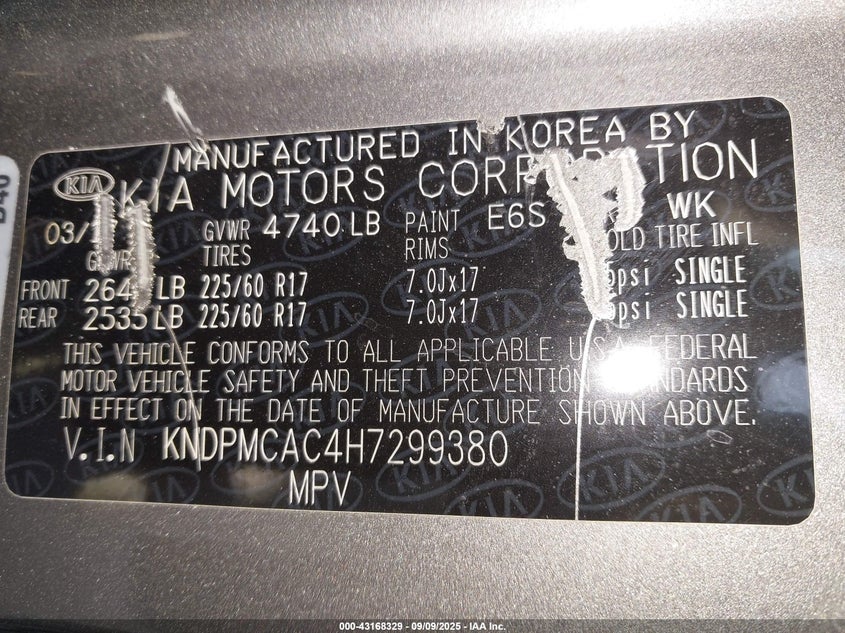 MANUFACTURED IN KOREA BY
KIA KIA MOTORS
03/ GVWR 4740 LB PAINT E6S WK
TIRES RIMS TIRE INFL
FRONT LB 225/60 R17 7.0Jx17 psi SINGLE
REAR 2535 LB 225/60 R17 7.0Jx17 psi SINGLE
THIS VEHICLE CONFORMS TO ALL APPLICABLE U.S.A. FEDERAL
MOTOR VEHICLE SAFETY AND THEFT PREVENTION
IN EFFECT ON THE DATE OF MANUFACTURE SHOWN ABOVE.
V.I.N KNDPMCAC4H7299380
MPV
000-43168329 - 09/09/2025 - IAA Inc.